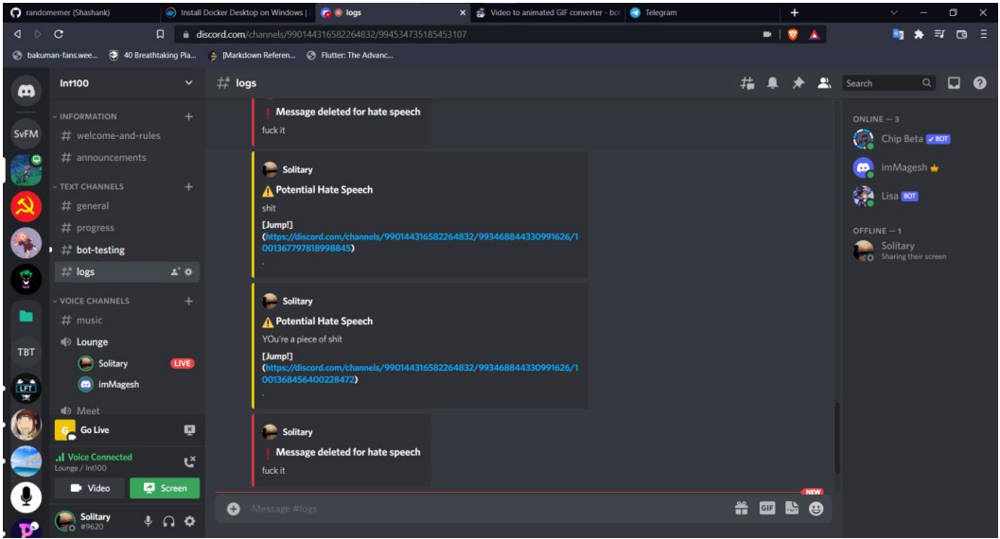 randomemer (Shashank)
Install Docker Desktop on Windows |
logs
Video to animated GIF converter - bo
Telegram
discord.com/channels/990144316582264832/994534735185453107
bakuman-fans.wee...
40 Breathtaking Pla...
[Markdown Referen...
Flutter: The Advanc...
Int100
logs
Search
INFORMATION
welcome-and-rules
announcements
TEXT CHANNELS
general
progress
bot-testing
logs
VOICE CHANNELS
music
Lounge
Solitary
LIVE
imMagesh
Meet
Go Live
Voice Connected
Lounge / Int100
Video
Screen
Solitary
#9620
SvFM
TBT
LFT
Message deleted for hate speech
fuck it
Solitary
Potential Hate Speech
shit
[Jump!]
(https://discord.com/channels/990144316582264832/993468844330991626/1
001367797818998845)
.
Solitary
Potential Hate Speech
YOu're a piece of shit
[Jump!]
(https://discord.com/channels/990144316582264832/993468844330991626/1
001368456400228472)
.
Solitary
Message deleted for hate speech
fuck it
NEW
Message #logs
GIF
ONLINE — 3
Chip Beta BOT
imMagesh
Lisa BOT
OFFLINE — 1
Solitary
Sharing their screen